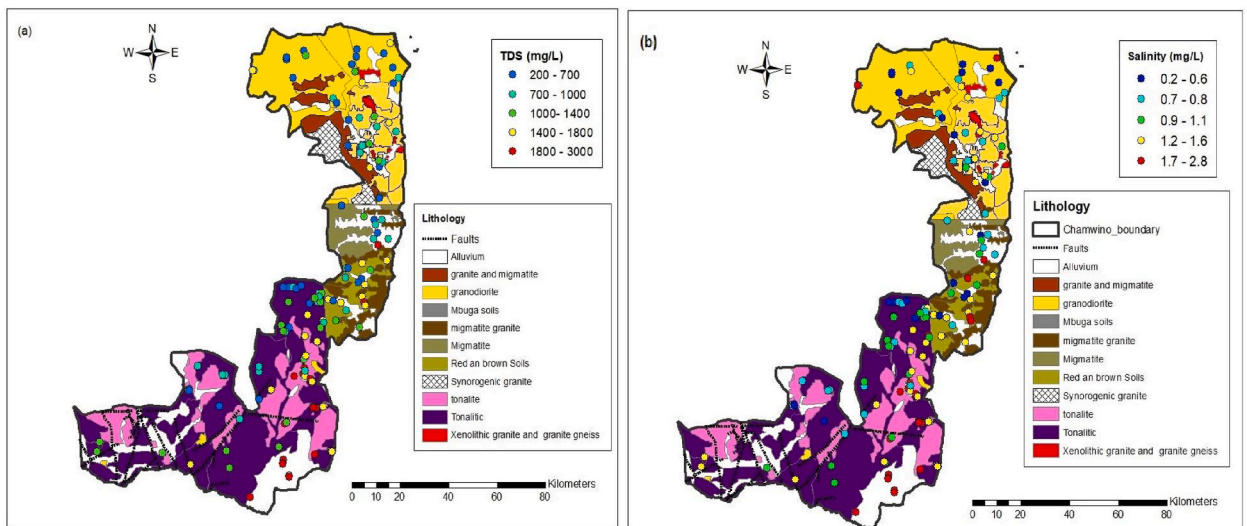 (a)
N
W E
S
TDS (mg/L)
200 - 700
700 - 1000
1000- 1400
1400 - 1800
1800 - 3000
Lithology
Faults
Alluvium
granite and migmatite
granodiorite
Mbuga soils
migmatite granite
Migmatite
Red an brown Soils
Synorogenic granite
tonalite
Tonalitic
Xenolithic granite and granite gneiss
Kilometers
0 10 20 40 60 80
(b)
N
W E
S
Salinity (mg/L)
0.2 - 0.6
0.7 - 0.8
0.9 - 1.1
1.2 - 1.6
1.7 - 2.8
Lithology
Chamwino_boundary
Faults
Alluvium
granite and migmatite
granodiorite
Mbuga soils
migmatite granite
Migmatite
Red an brown Soils
Synorogenic granite
tonalite
Tonalitic
Xenolithic granite and granite gneiss
Kilometers
0 10 20 40 60 80